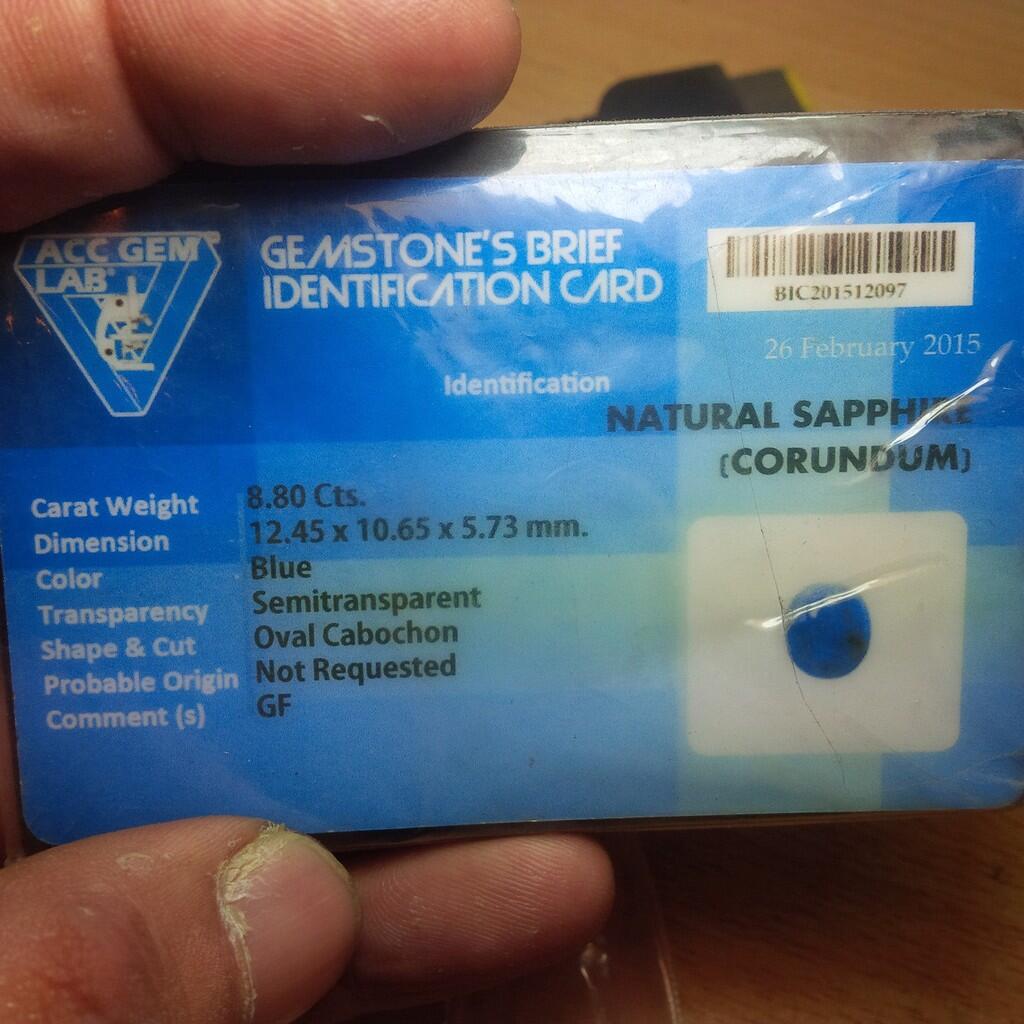 ACC GEM
LAB
GEMSTONE'S BRIEF
IDENTIFICATION CARD
BIC201512097
26 February 2015
Identification
NATURAL SAPPHIRE
(CORUNDUM)
Carat Weight 8.80 Cts.
Dimension 12.45 x 10.65 x 5.73 mm.
Color Blue
Transparency Semitransparent
Shape & Cut Oval Cabochon
Probable Origin Not Requested
Comment (s) GF